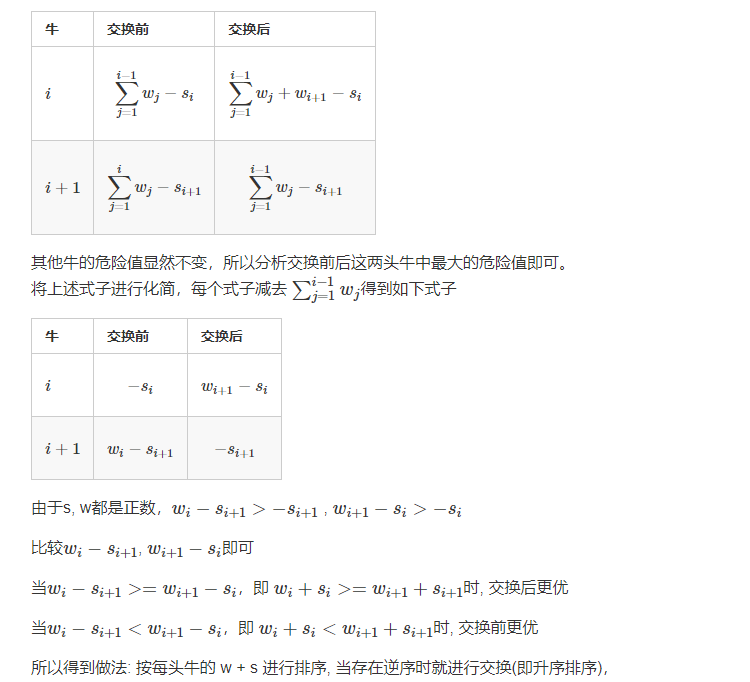 牛 交换前 交换后
i $\sum_{j=1}^{i-1} w_j - s_i$ $\sum_{j=1}^{i-1} w_j + w_{i+1} - s_i$
i + 1 $\sum_{j=1}^{i} w_j - s_{i+1}$ $\sum_{j=1}^{i-1} w_j - s_{i+1}$
其他牛的危险值显然不变，所以分析交换前后这两头牛中最大的危险值即可。
将上述式子进行化简，每个式子减去 $\sum_{j=1}^{i-1} w_j$得到如下式子
牛 交换前 交换后
i $-s_i$ $w_{i+1} - s_i$
i + 1 $w_i - s_{i+1}$ $-s_{i+1}$
由于s, w都是正数，$w_i - s_{i+1} > -s_{i+1}$ , $w_{i+1} - s_i > -s_i$
比较$w_i - s_{i+1}$, $w_{i+1} - s_i$即可
当$w_i - s_{i+1} >= w_{i+1} - s_i$，即 $w_i + s_i >= w_{i+1} + s_{i+1}$时, 交换后更优
当$w_i - s_{i+1} < w_{i+1} - s_i$，即 $w_i + s_i < w_{i+1} + s_{i+1}$时, 交换前更优
所以得到做法: 按每头牛的 w + s 进行排序, 当存在逆序时就进行交换(即升序排序)，